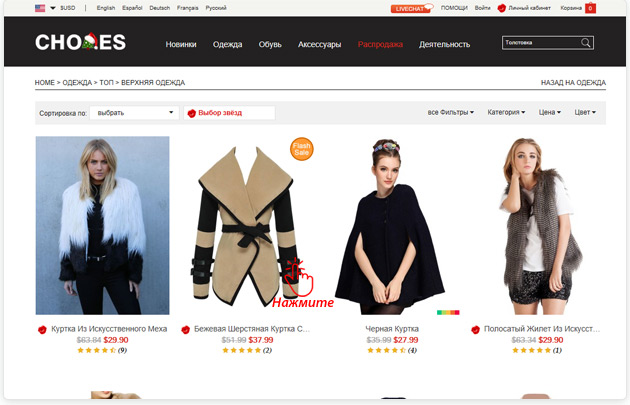 $USD | English Español Deutsch Français Русский LIVECHAT ПОМОЩИ Войти Личный кабинет Корзина 0
CHOIES Новинки Одежда Обувь Аксессуары Распродажа Деятельность Толстовка
HOME > ОДЕЖДА > ТОП > ВЕРХНЯЯ ОДЕЖДА НАЗАД НА ОДЕЖДА
Сортировка по: выбрать Выбор звёзд все Фильтры Категория Цена Цвет
Flash
Sale
Нажмите
Куртка Из Искусственного Меха Бежевая Шерстяная Куртка С... Черная Куртка Полосатый Жилет Из Искусст...
$63.84 $29.90 $51.99 $37.99 $35.99 $27.99 $63.34 $29.90
(9) (2) (4) (1)